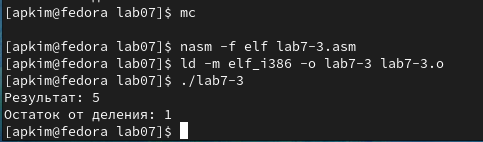 [apkim@fedora lab07]$ mc
[apkim@fedora lab07]$ nasm -f elf lab7-3.asm
[apkim@fedora lab07]$ ld -m elf_i386 -o lab7-3 lab7-3.o
[apkim@fedora lab07]$ ./lab7-3
Результат: 5
Остаток от деления: 1
[apkim@fedora lab07]$